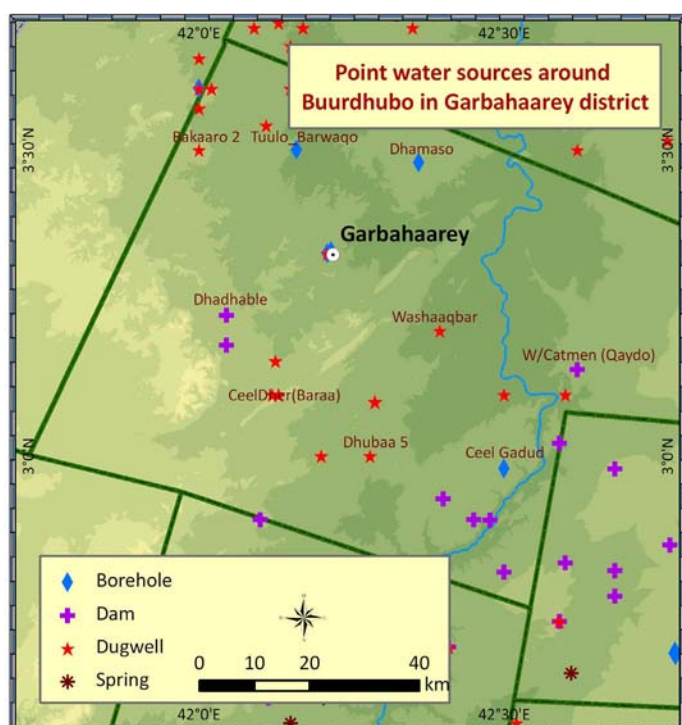 42°0'E
42°30'E
Point water sources around
Buurdhubo in Garbahaarey district
3°30'N
3°30'N
Bakaaro 2
Tuulo_Barwaqo
Dhamaso
Garbahaarey
Dhadhable
Washaaqbar
W/Catmen (Qaydo)
CeelDher(Baraa)
Dhubaa 5
Ceel Gadud
3°0'N
3°0'N
Borehole
Dam
Dugwell
Spring
0 10 20 40
km
42°0'E
42°30'E